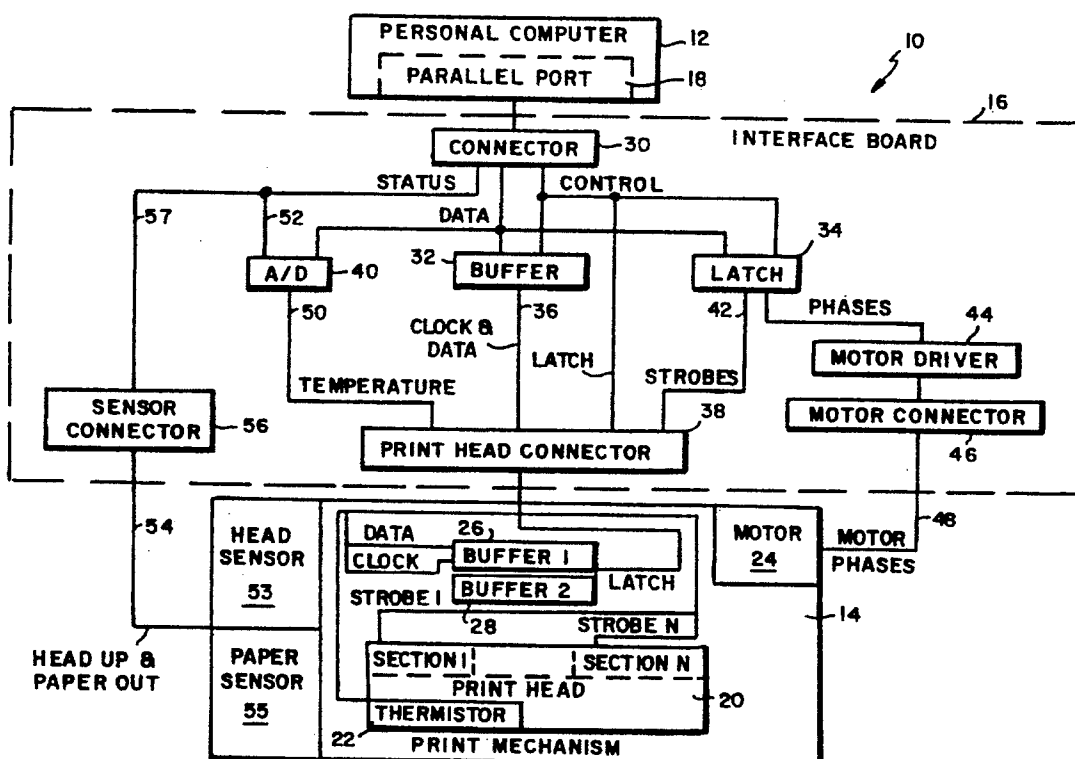 PERSONAL COMPUTER
12
10
PARALLEL PORT
18
16
INTERFACE BOARD
CONNECTOR
30
STATUS
CONTROL
57
52
DATA
34
A/D
40
32
BUFFER
LATCH
50
36
42
PHASES
44
CLOCK &
DATA
MOTOR DRIVER
LATCH
STROBES
TEMPERATURE
SENSOR
CONNECTOR
56
38
MOTOR CONNECTOR
46
PRINT HEAD CONNECTOR
54
48
HEAD
SENSOR
53
DATA
26
CLOCK
BUFFER 1
LATCH
MOTOR
24
MOTOR
PHASES
STROBE 1
BUFFER 2
28
STROBE N
14
HEAD UP &
PAPER OUT
PAPER
SENSOR
55
SECTION 1
SECTION N
PRINT HEAD
20
THERMISTOR
22
PRINT MECHANISM